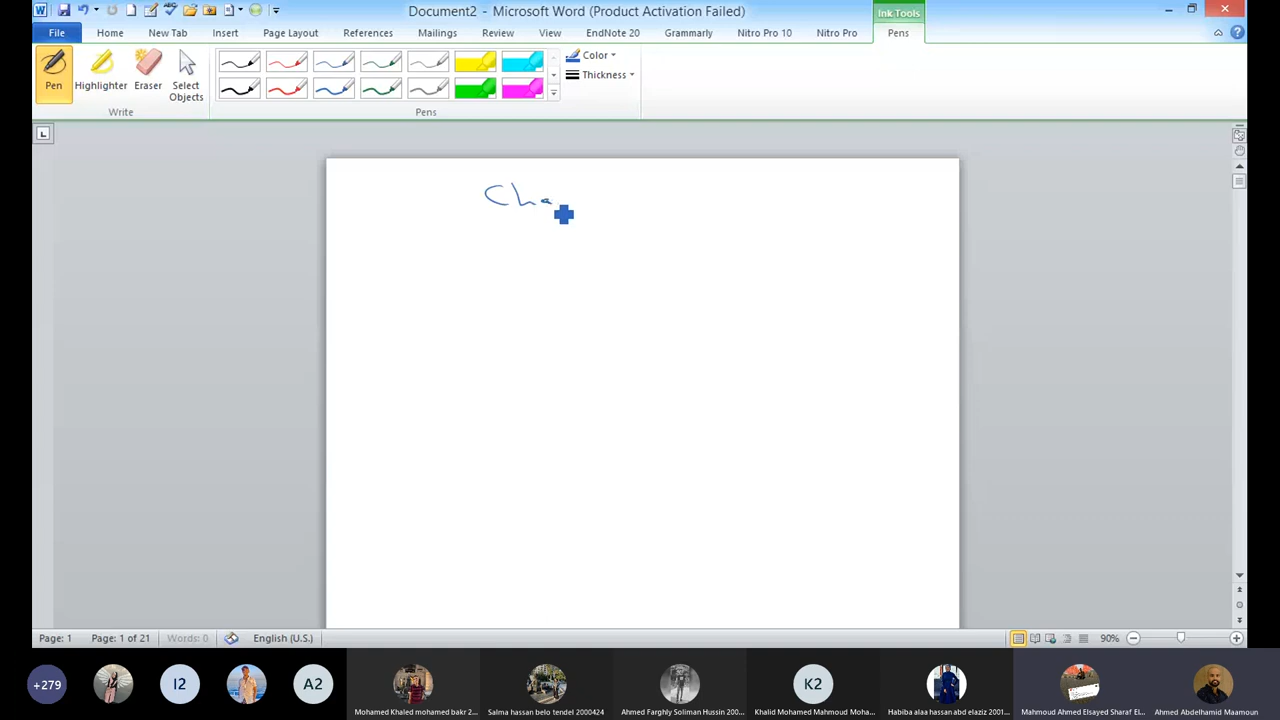 Document2 - Microsoft Word (Product Activation Failed)
Ink Tools
File Home New Tab Insert Page Layout References Mailings Review View EndNote 20 Grammarly Nitro Pro 10 Nitro Pro Pens
Pen Highlighter Eraser Select Objects
Color
Thickness
Write
Pens
Cha
Page: 1 Page: 1 of 21 Words: 0 English (U.S.) 90%
+279 I2 A2 K2
Mohamed Khaled mohamed bakr 2... Salma hassan belo tendel 2000424 Ahmed Farghly Soliman Hussin 200... Khalid Mohamed Mahmoud Moha... Habiba alaa hassan abd elaziz 2001... Mahmoud Ahmed Elsayed Sharaf El... Ahmed Abdelhamid Maamoun